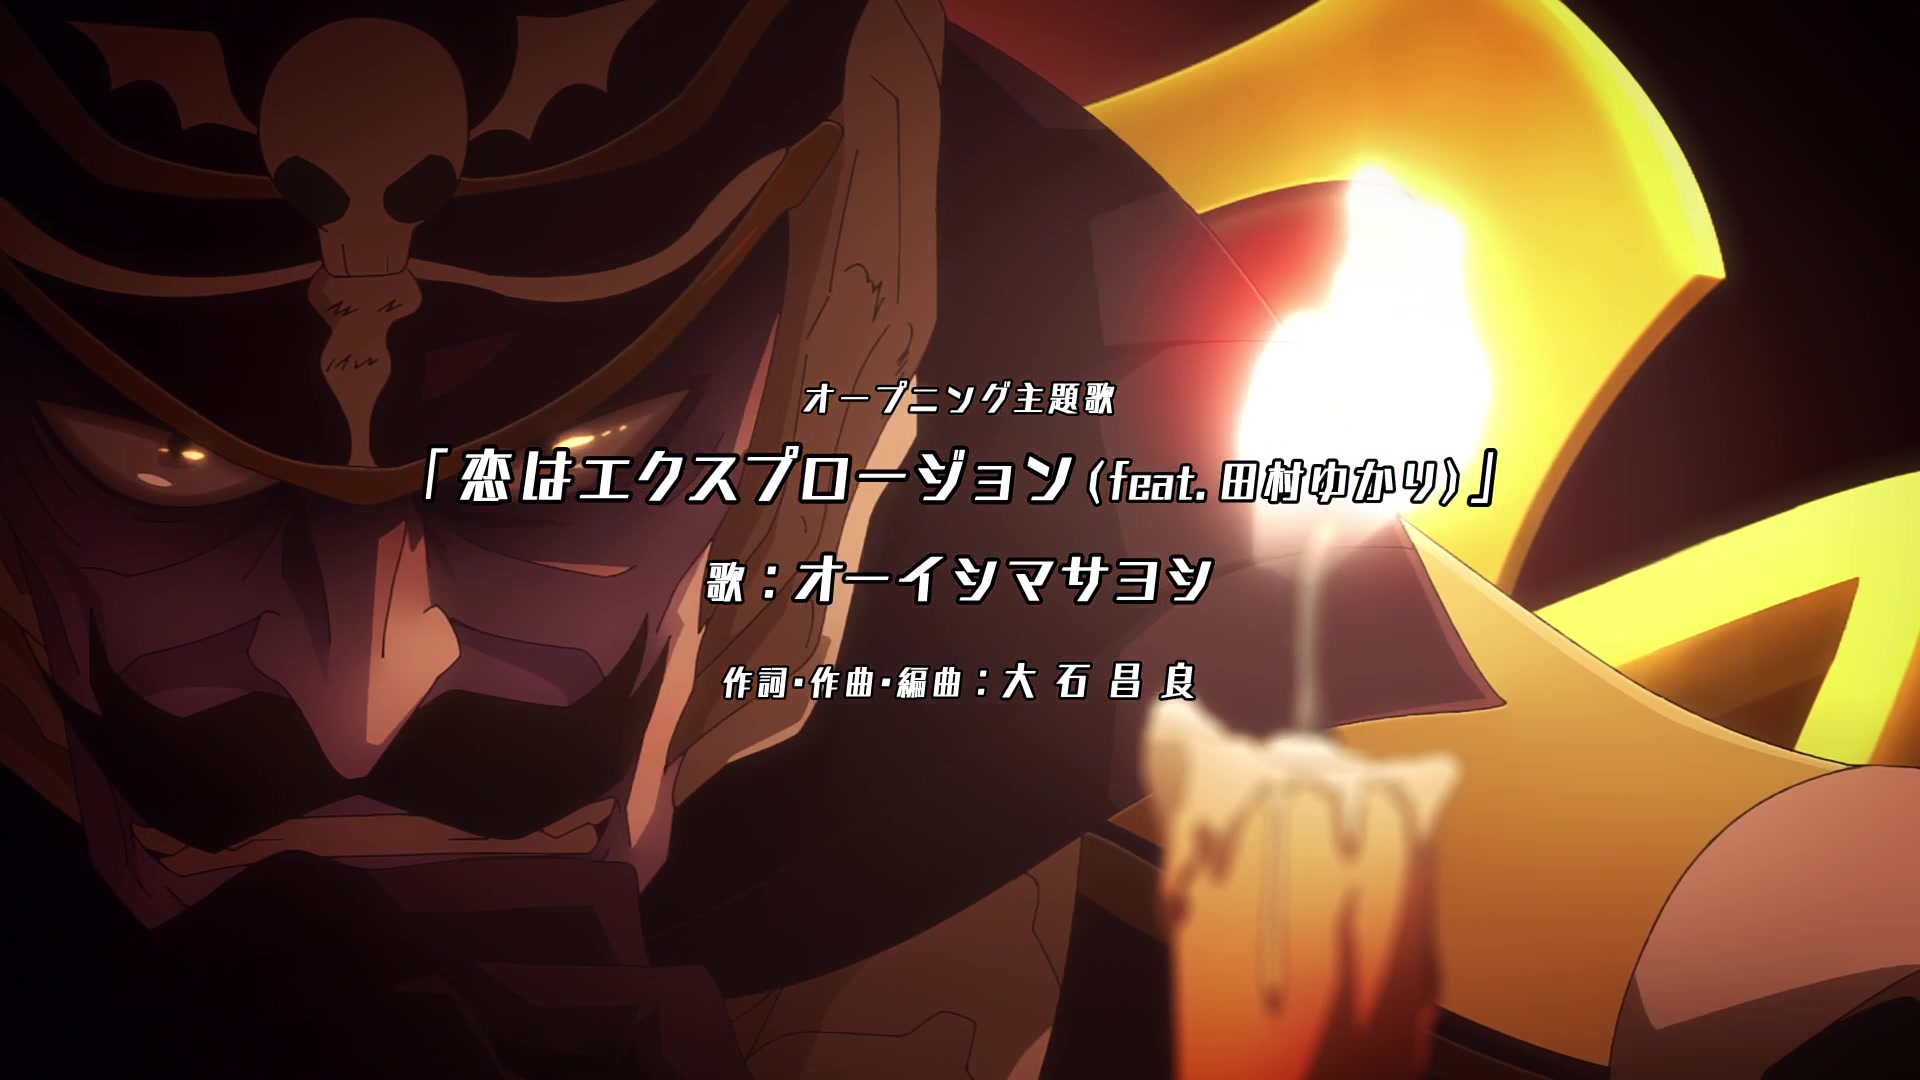 オープニング主題歌
「恋はエクスプロージョン(feat.田村ゆかり)」
歌：オーイシマサヨシ
作詞・作曲・編曲：大石昌良